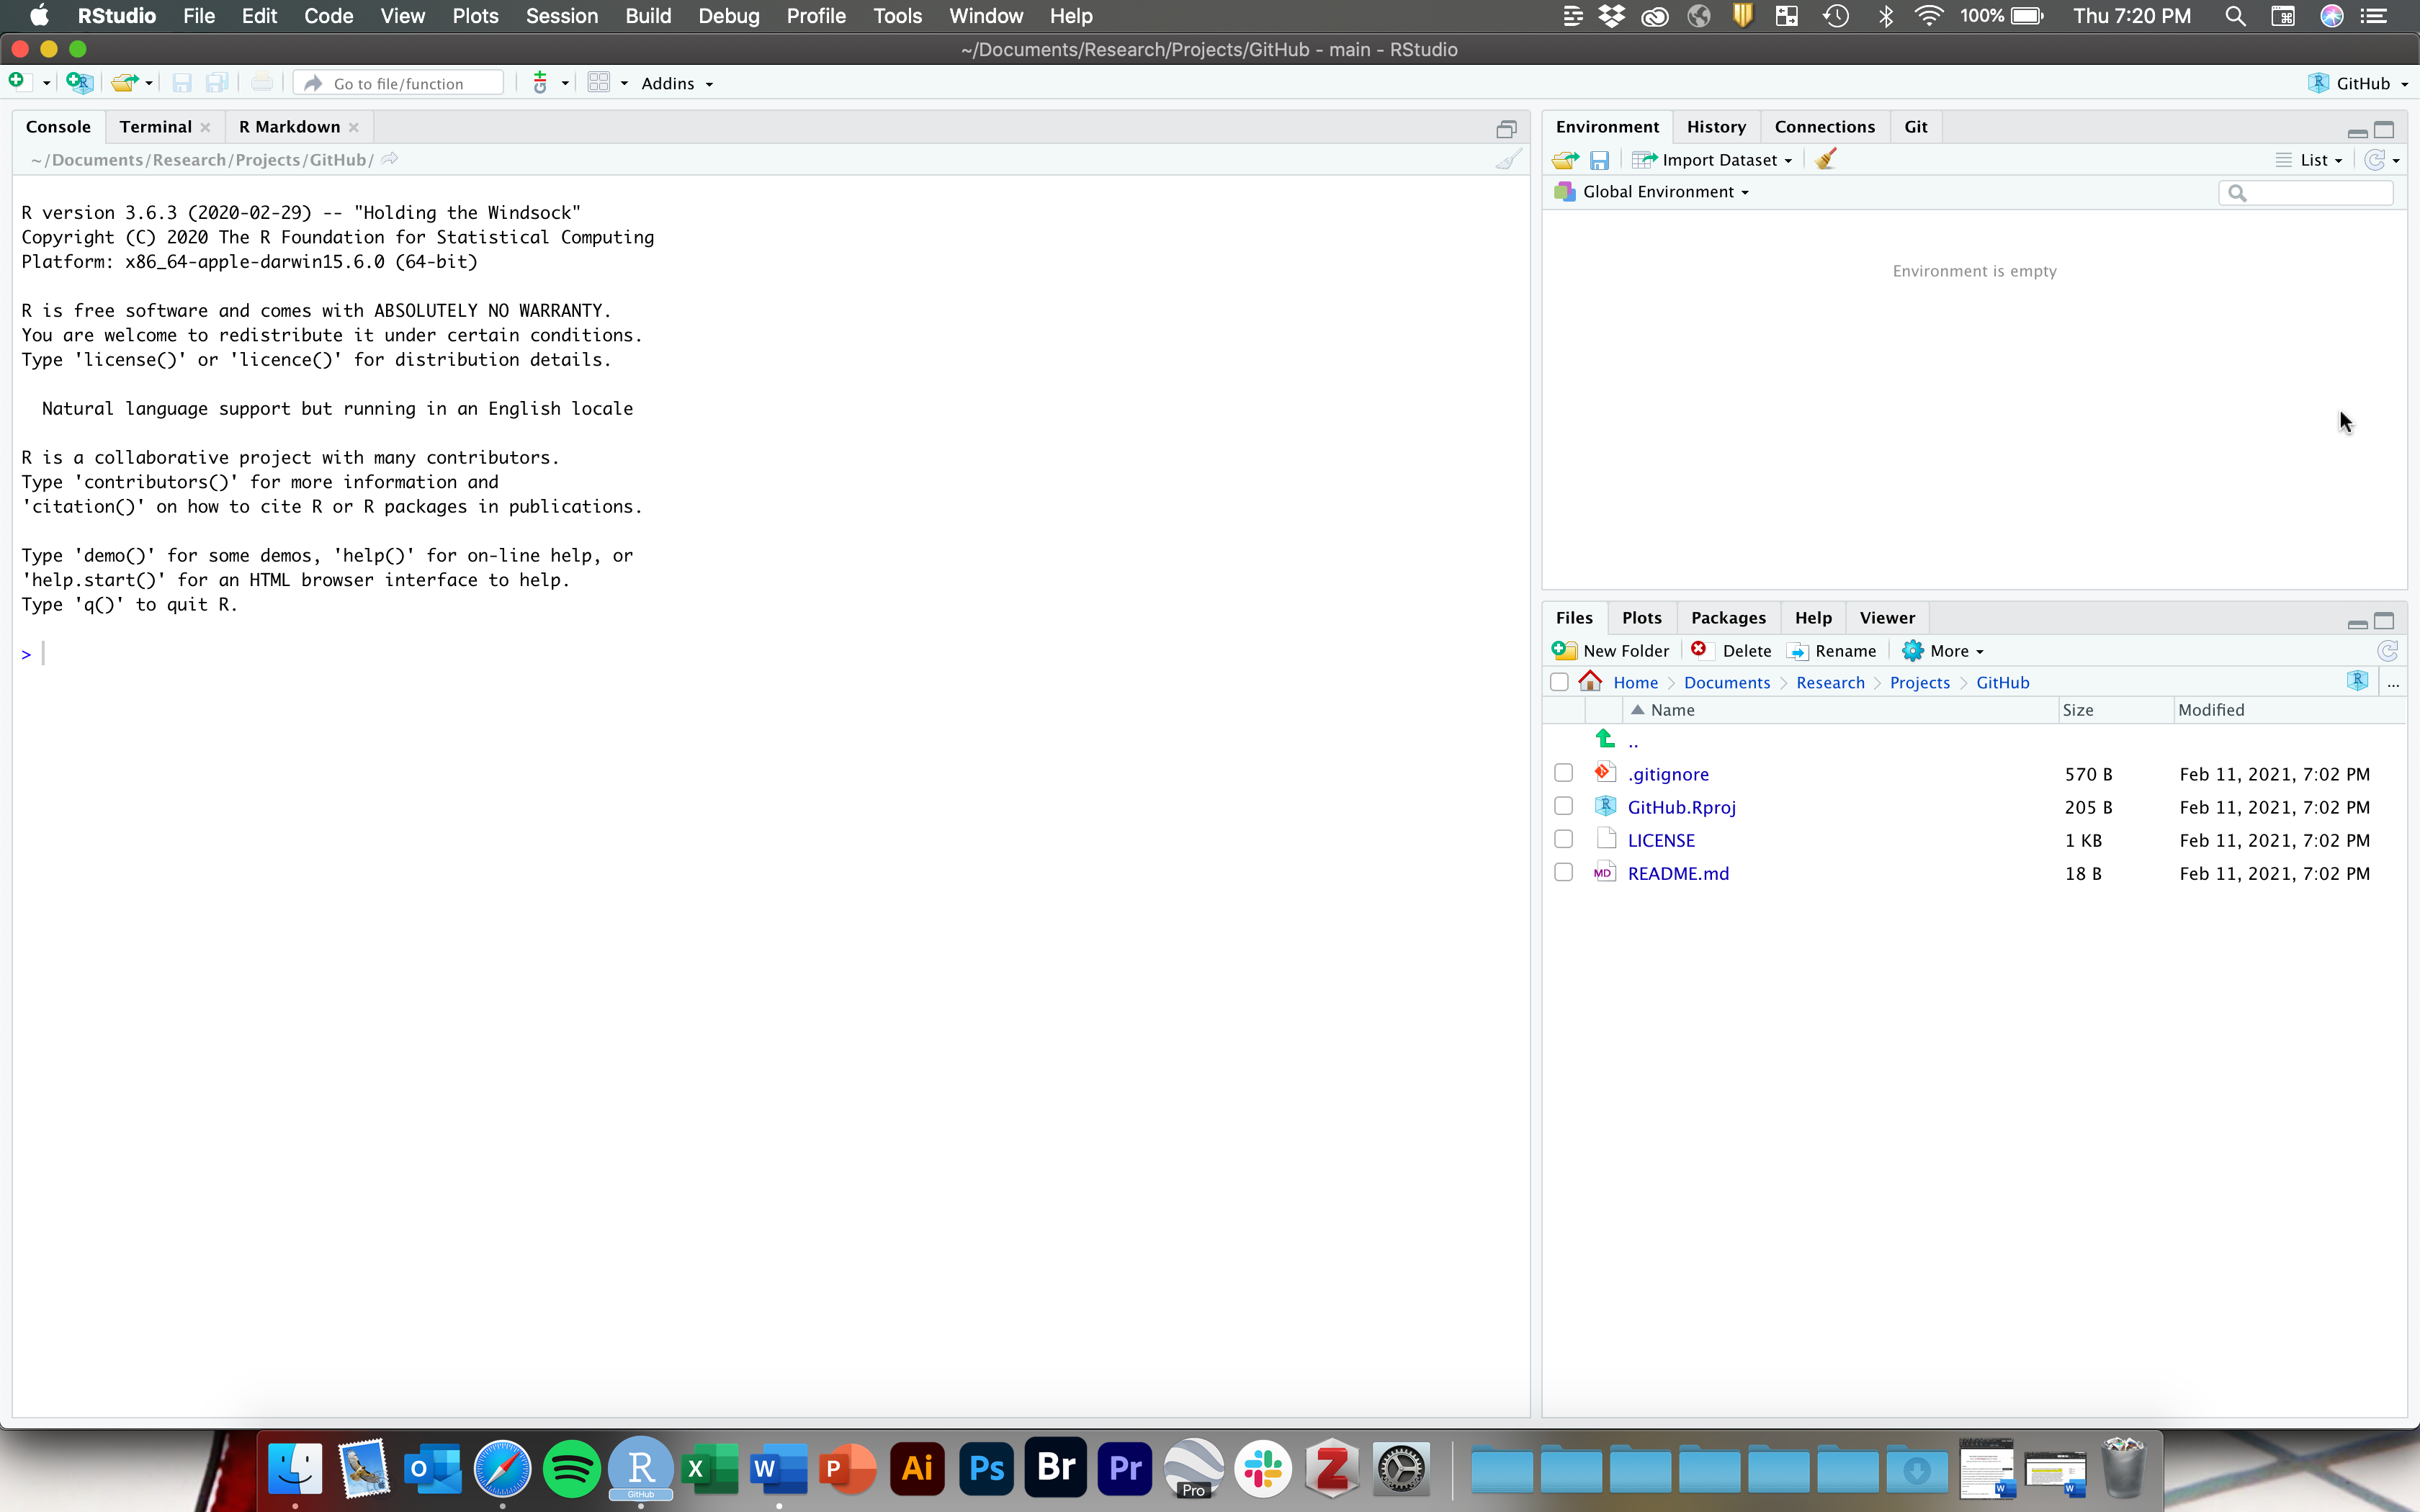 RStudio File Edit Code View Plots Session Build Debug Profile Tools Window Help 100% Thu 7:20 PM
~/Documents/Research/Projects/GitHub - main - RStudio
Go to file/function Addins GitHub
Console Terminal R Markdown
~/Documents/Research/Projects/GitHub/
R version 3.6.3 (2020-02-29) -- "Holding the Windsock"
Copyright (C) 2020 The R Foundation for Statistical Computing
Platform: x86_64-apple-darwin15.6.0 (64-bit)
R is free software and comes with ABSOLUTELY NO WARRANTY.
You are welcome to redistribute it under certain conditions.
Type 'license()' or 'licence()' for distribution details.
Natural language support but running in an English locale
R is a collaborative project with many contributors.
Type 'contributors()' for more information and
'citation()' on how to cite R or R packages in publications.
Type 'demo()' for some demos, 'help()' for on-line help, or
'help.start()' for an HTML browser interface to help.
Type 'q()' to quit R.
>
Environment History Connections Git
Import Dataset List
Global Environment
Environment is empty
Files Plots Packages Help Viewer
New Folder Delete Rename More
Home Documents Research Projects GitHub ...
Name Size Modified
..
.gitignore 570 B Feb 11, 2021, 7:02 PM
GitHub.Rproj 205 B Feb 11, 2021, 7:02 PM
LICENSE 1 KB Feb 11, 2021, 7:02 PM
MD README.md 18 B Feb 11, 2021, 7:02 PM
O R X W P Ai Ps Br Pr Z W W
GitHub Pro